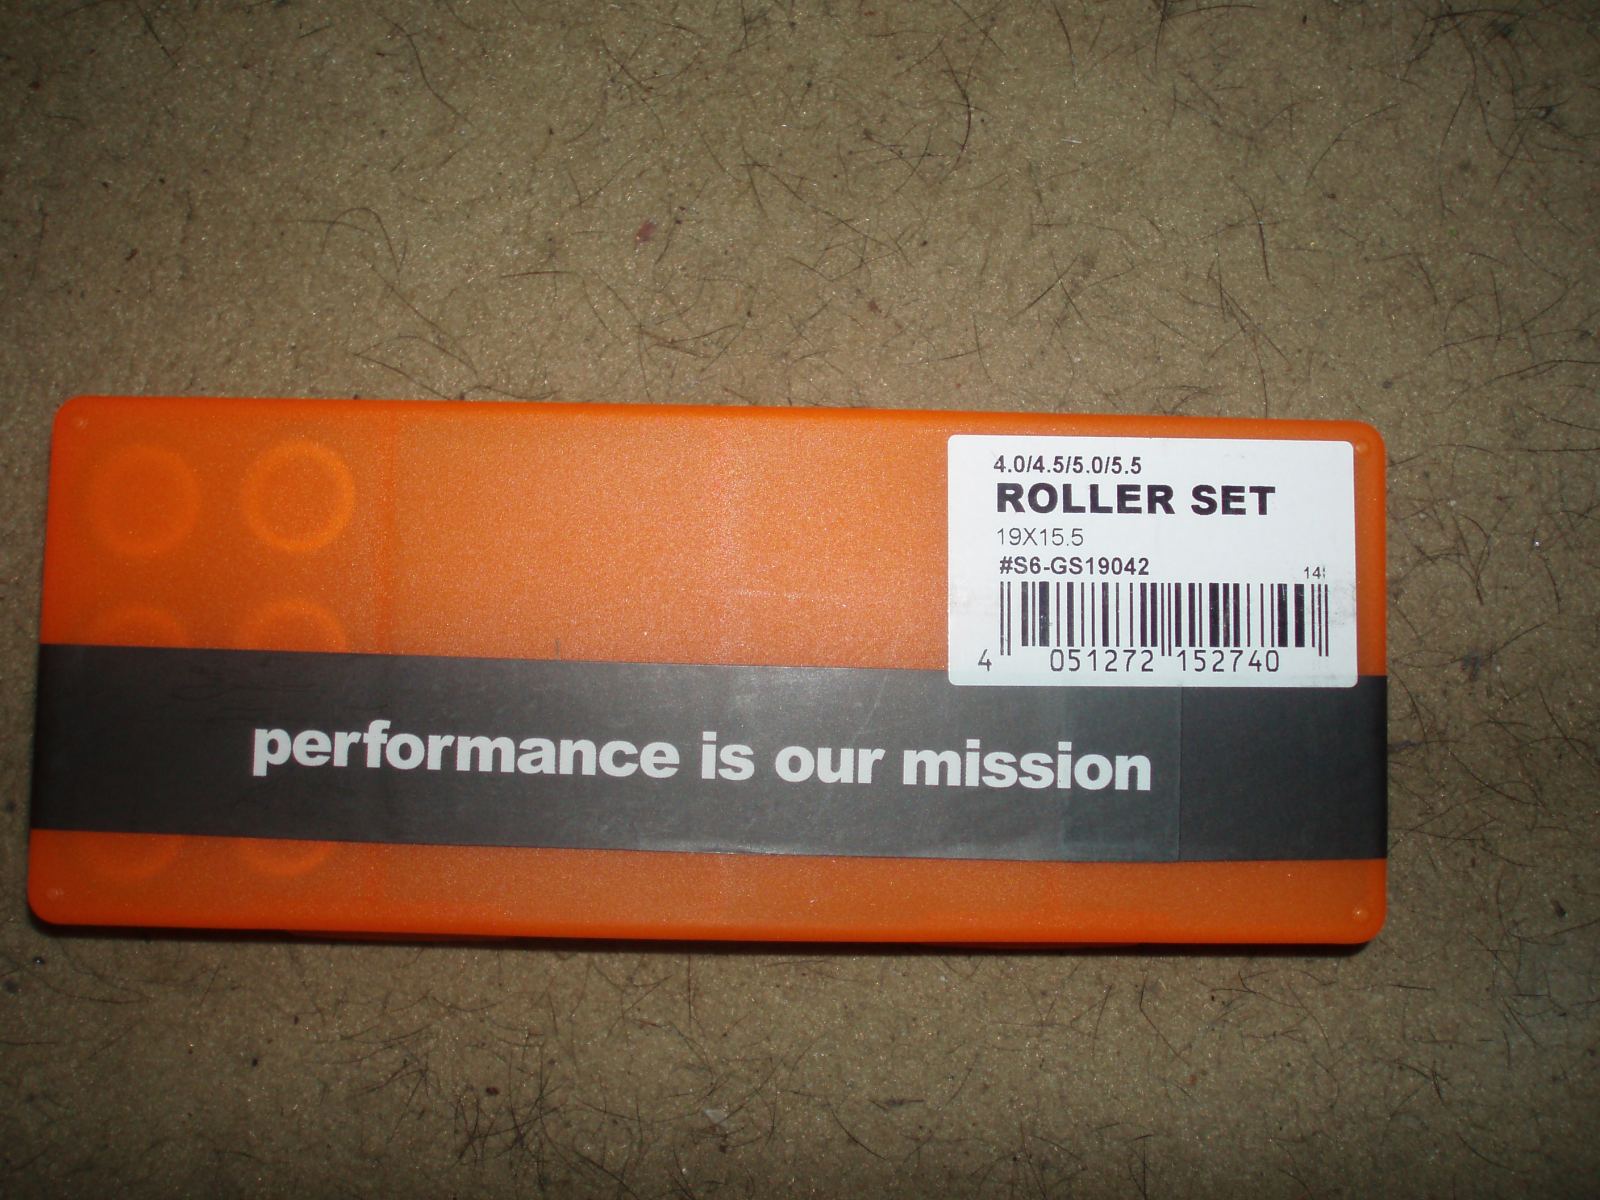 4.0/4.5/5.0/5.5
ROLLER SET
19X15.5
#S6-GS19042
4 051272 152740
performance is our mission